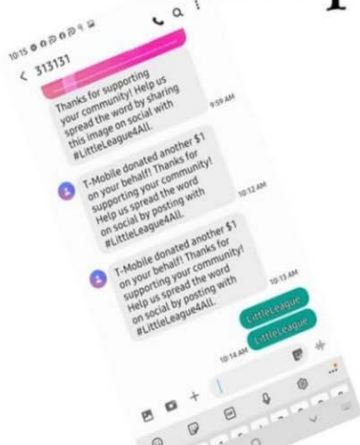 10:15
313131
Thanks for supporting
your community! Help us
spread the word by sharing
this image on social with
#LittleLeague4All.
9:59 AM
T-Mobile donated another $1
on your behalf! Thanks for
supporting your community!
Help us spread the word
on social by posting with
#LittleLeague4All.
10:12 AM
T-Mobile donated another $1
on your behalf! Thanks for
supporting your community!
Help us spread the word
on social by posting with
#LittleLeague4All.
10:13 AM
LittleLeague
LittleLeague
10:14 AM
GIF